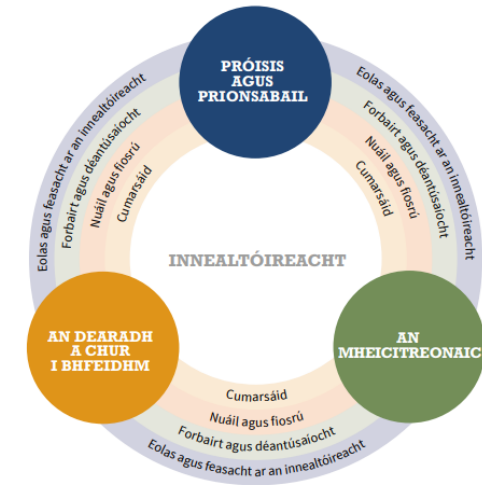 PRÓISIS
AGUS
PRIONSABAIL
Eolas agus feasacht ar an innealtóireacht
Forbairt agus déantúsaíocht
Nuáil agus fiosrú
Cumarsáid
Eolas agus feasacht ar an innealtóireacht
Forbairt agus déantúsaíocht
Nuáil agus fiosrú
Cumarsáid
INNEALTÓIREACHT
AN DEARADH
A CHUR
I BHFEIDHM
AN
MHEICITREONAIC
Cumarsáid
Nuáil agus fiosrú
Forbairt agus déantúsaíocht
Eolas agus feasacht ar an innealtóireacht